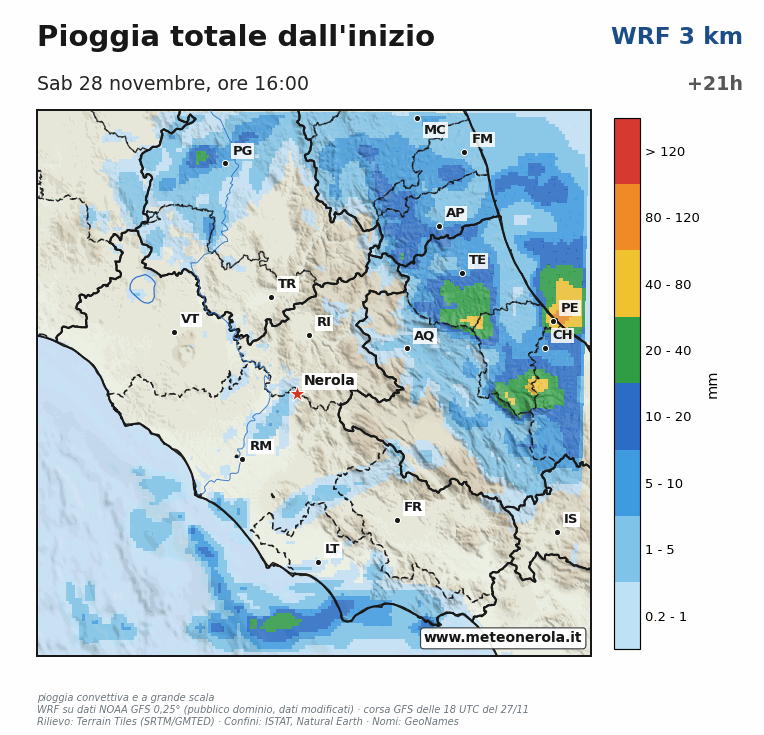 Pioggia totale dall'inizio
WRF 3 km
Sab 28 novembre, ore 16:00
+21h
MC
FM
PG
AP
TE
TR
PE
VT
RI
AQ
CH
Nerola
RM
FR
IS
LT
www.meteonerola.it
> 120
80 - 120
40 - 80
20 - 40
10 - 20
5 - 10
1 - 5
0.2 - 1
mm
pioggia convettiva e a grande scala
WRF su dati NOAA GFS 0,25° (pubblico dominio, dati modificati) · corsa GFS delle 18 UTC del 27/11
Rilievo: Terrain Tiles (SRTM/GMTED) · Confini: ISTAT, Natural Earth · Nomi: GeoNames